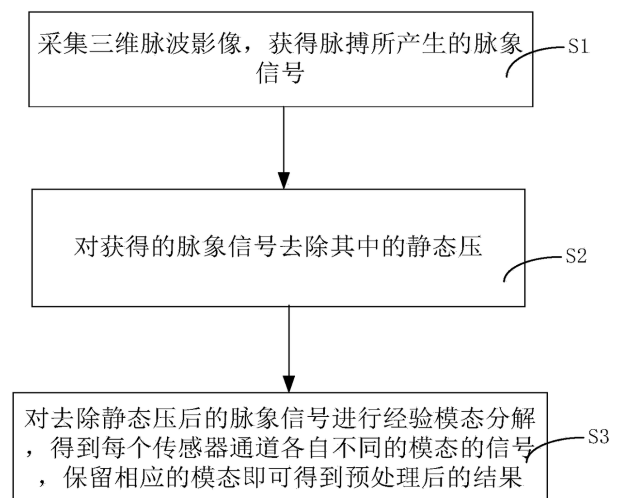 采集三维脉波影像，获得脉搏所产生的脉象
信号
S1
对获得的脉象信号去除其中的静态压
S2
对去除静态压后的脉象信号进行经验模态分解
，得到每个传感器通道各自不同的模态的信号
，保留相应的模态即可得到预处理后的结果
S3